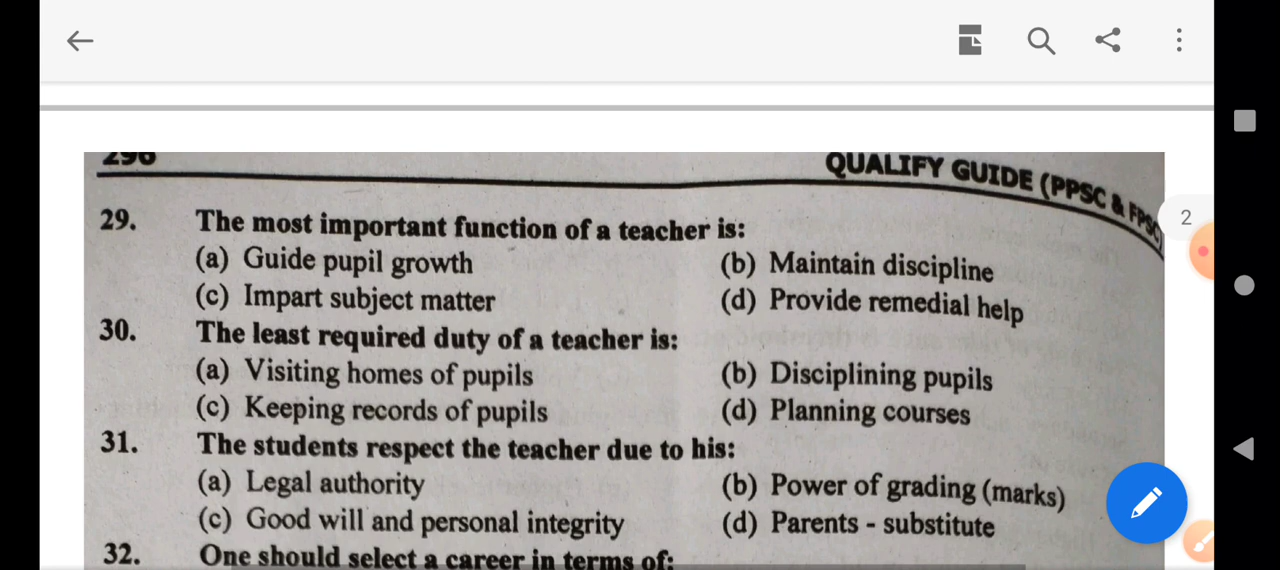 2
296
QUALIFY GUIDE (PPSC & FPSC)
29. The most important function of a teacher is:
(a) Guide pupil growth (b) Maintain discipline
(c) Impart subject matter (d) Provide remedial help
30. The least required duty of a teacher is:
(a) Visiting homes of pupils (b) Disciplining pupils
(c) Keeping records of pupils (d) Planning courses
31. The students respect the teacher due to his:
(a) Legal authority (b) Power of grading (marks)
(c) Good will and personal integrity (d) Parents - substitute
32. One should select a career in terms of: